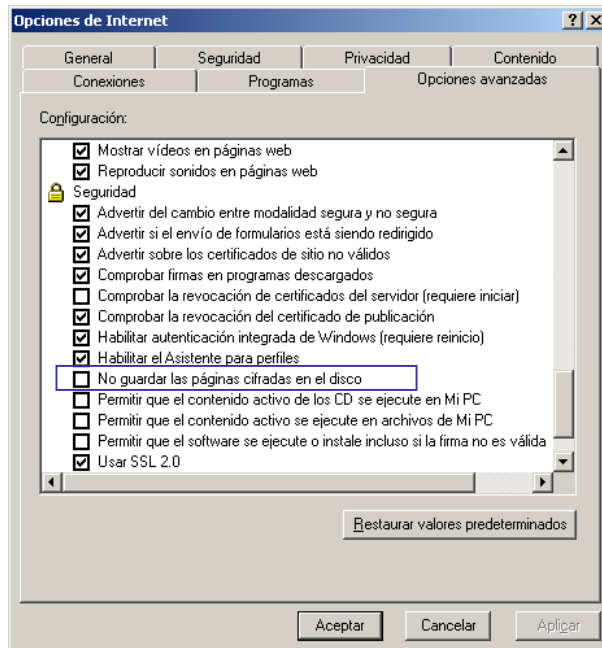 Opciones de Internet
General Seguridad Privacidad Contenido
Conexiones Programas Opciones avanzadas
Configuración:
Mostrar vídeos en páginas web
Reproducir sonidos en páginas web
Seguridad
Advertir del cambio entre modalidad segura y no segura
Advertir si el envío de formularios está siendo redirigido
Advertir sobre los certificados de sitio no válidos
Comprobar firmas en programas descargados
Comprobar la revocación de certificados del servidor (requiere iniciar)
Comprobar la revocación del certificado de publicación
Habilitar autenticación integrada de Windows (requiere reinicio)
Habilitar el Asistente para perfiles
No guardar las páginas cifradas en el disco
Permitir que el contenido activo de los CD se ejecute en Mi PC
Permitir que el contenido activo se ejecute en archivos de Mi PC
Permitir que el software se ejecute o instale incluso si la firma no es válida
Usar SSL 2.0
Restaurar valores predeterminados
Aceptar Cancelar Aplicar